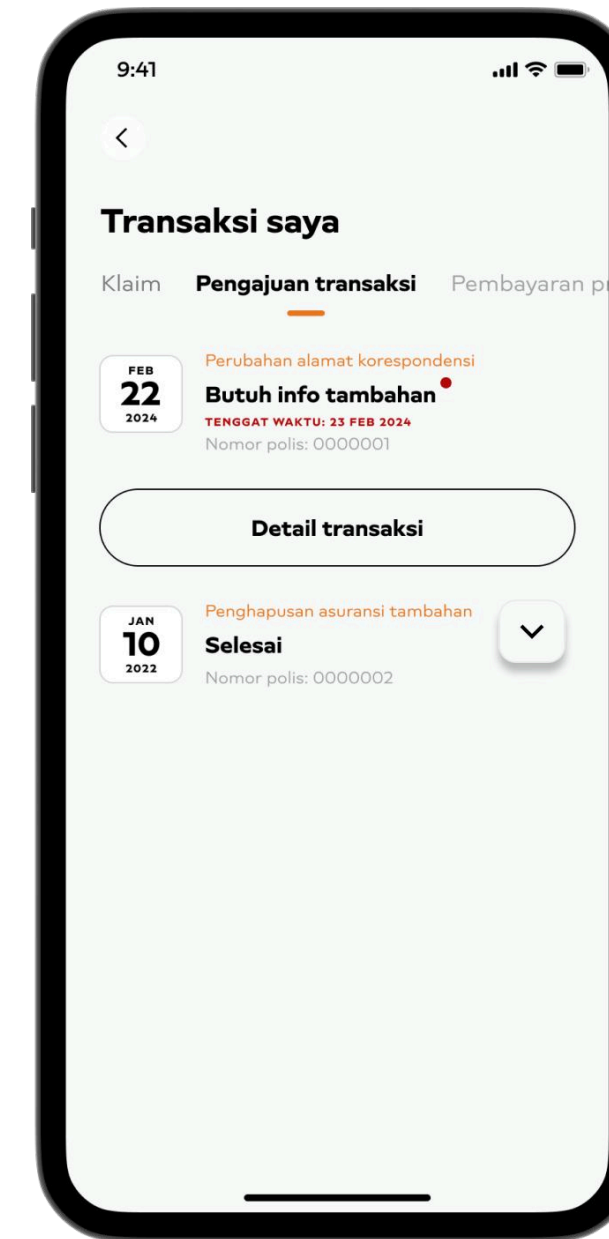 9:41
Transaksi saya
Klaim Pengajuan transaksi Pembayaran
FEB
22
2024
Perubahan alamat korespondensi
Butuh info tambahan
TENGGAT WAKTU: 23 FEB 2024
Nomor polis: 0000001
Detail transaksi
JAN
10
2022
Penghapusan asuransi tambahan
Selesai
Nomor polis: 0000002